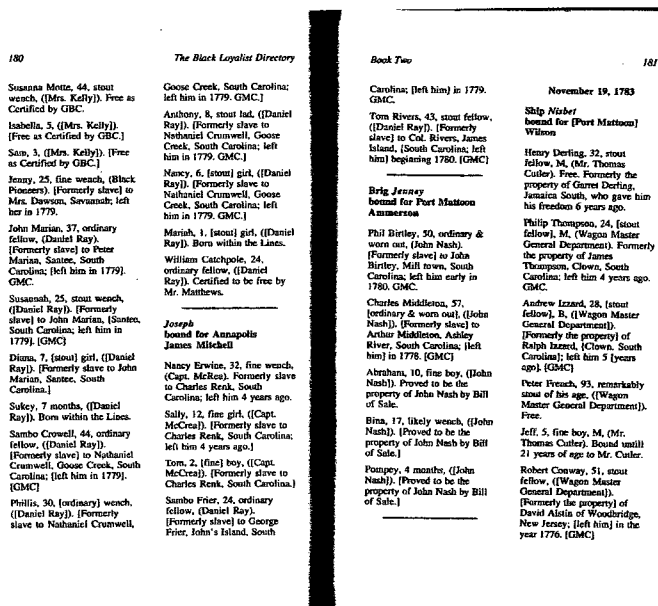 180
The Black Loyalist Directory
Susanna Motte, 44, stout
wench, ([Mrs. Kelly]). Free as
Certified by GBC.
Isabella, 5, ([Mrs. Kelly]).
[Free as Certified by GBC.]
Sam, 3, ([Mrs. Kelly]). [Free
as Certified by GBC.]
Jenny, 25, fine wench, (Black
Pioneers). [Formerly slave] to
Mrs. Dawson, Savannah; left
her in 1779.
John Marian, 37, ordinary
fellow, (Daniel Ray).
[Formerly slave] to Peter
Marian, Santee, South
Carolina; [left him in 1779].
GMC.
Susannah, 25, stout wench,
([Daniel Ray]). [Formerly
slave] to John Marian, [Santee,
South Carolina; left him in
1779]. [GMC]
Diana, 7, [stout] girl, ([Daniel
Ray]). [Formerly slave to John
Marian, Santee, South
Carolina.]
Sukey, 7 months, ([Daniel
Ray]). Born within the Lines.
Sambo Crowell, 44, ordinary
fellow, ([Daniel Ray]).
[Formerly slave] to Nathaniel
Crumwell, Goose Creek, South
Carolina; [left him in 1779].
[GMC]
Phillis, 30, [ordinary] wench,
([Daniel Ray]). [Formerly
slave to Nathaniel Crumwell,
Goose Creek, South Carolina;
left him in 1779. GMC.]
Anthony, 8, stout lad, ([Daniel
Ray]). [Formerly slave to
Nathaniel Crumwell, Goose
Creek, South Carolina; left
him in 1779. GMC.]
Nancy, 6, [stout] girl, ([Daniel
Ray]). [Formerly slave to
Nathaniel Crumwell, Goose
Creek, South Carolina; left
him in 1779. GMC.]
Mariah, 1, [stout] girl, ([Daniel
Ray]). Born within the Lines.
William Catchpole, 24,
ordinary fellow, ([Daniel
Ray]). Certified to be free by
Mr. Matthews.
Joseph
bound for Annapolis
James Mitchell
Nancy Erwine, 32, fine wench,
(Capt. McRea). Formerly slave
to Charles Renk, South
Carolina; left him 4 years ago.
Sally, 12, fine girl, ([Capt.
McCrea]). [Formerly slave to
Charles Renk, South Carolina;
left him 4 years ago.]
Tom, 2, [fine] boy, ([Capt.
McCrea]). [Formerly slave to
Charles Renk, South Carolina.]
Sambo Frier, 24, ordinary
fellow, (Daniel Ray).
[Formerly slave] to George
Frier, John's Island, South
Book Two
181
Carolina; [left him] in 1779.
GMC.
Tom Rivers, 43, stout fellow,
([Daniel Ray]). [Formerly
slave] to Col. Rivers, James
Island, [South Carolina; left
him] beginning 1780. [GMC]
Brig Jenney
bound for Port Mattoon
Ammerson
Phil Birtley, 50, ordinary &
worn out, (John Nash).
[Formerly slave] to John
Birtley, Mill town, South
Carolina; left him early in
1780. GMC.
Charles Middleton, 57,
[ordinary & worn out], ([John
Nash]). [Formerly slave] to
Arthur Middleton, Ashley
River, South Carolina; [left
him] in 1778. [GMC]
Abraham, 10, fine boy, ([John
Nash]). Proved to be the
property of John Nash by Bill
of Sale.
Bina, 17, likely wench, ([John
Nash]). [Proved to be the
property of John Nash by Bill
of Sale.]
Pompey, 4 months, ([John
Nash]). [Proved to be the
property of John Nash by Bill
of Sale.]
November 19, 1783
Ship Nisbet
bound for [Port Mattoon]
Wilson
Henry Derling, 32, stout
fellow, M, (Mr. Thomas
Cutler). Free. Formerly the
property of Garret Derling,
Jamaica South, who gave him
his freedom 6 years ago.
Philip Thompson, 24, [stout
fellow], M, (Wagon Master
General Department). Formerly
the property of James
Thompson, Clown, South
Carolina; left him 4 years ago.
GMC.
Andrew Izzard, 28, [stout
fellow], B, ([Wagon Master
General Department]).
[Formerly the property] of
Ralph Izzard, [Clown. South
Carolina]; left him 5 [years
ago]. [GMC]
Peter French, 93, remarkably
stout of his age, ([Wagon
Master General Department]).
Free.
Jeff, 5, fine boy, M, (Mr.
Thomas Cutler). Bound untill
21 years of age to Mr. Cutler.
Robert Conway, 51, stout
fellow, ([Wagon Master
General Department]).
[Formerly the property] of
David Alstin of Woodbridge,
New Jersey; [left him] in the
year 1776. [GMC]